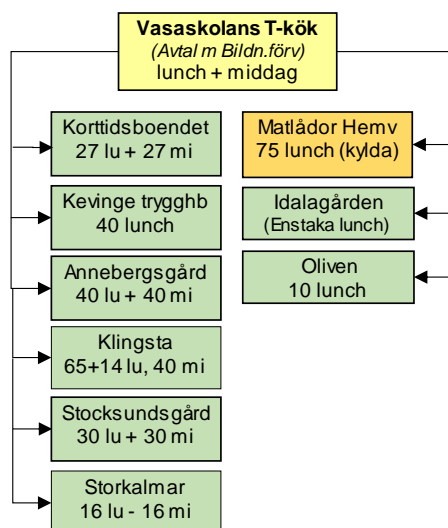 Vasaskolans T-kök
(Avtal m Bildn.förv)
lunch + middag
Korttidsboendet
27 lu + 27 mi
Kevinge trygghb
40 lunch
Annebergsgård
40 lu + 40 mi
Klingsta
65+14 lu, 40 mi
Stocksundsgård
30 lu + 30 mi
Storkalmar
16 lu - 16 mi
Matlådor Hemv
75 lunch (kylda)
Idalagården
(Enstaka lunch)
Oliven
10 lunch